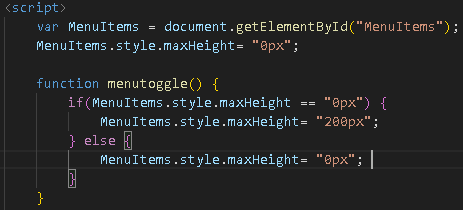 <script>
    var MenuItems = document.getElementById("MenuItems");
    MenuItems.style.maxHeight= "0px";

    function menutoggle() {
        if(MenuItems.style.maxHeight == "0px") {
            MenuItems.style.maxHeight= "200px";
        } else {
            MenuItems.style.maxHeight= "0px";
        }
    }